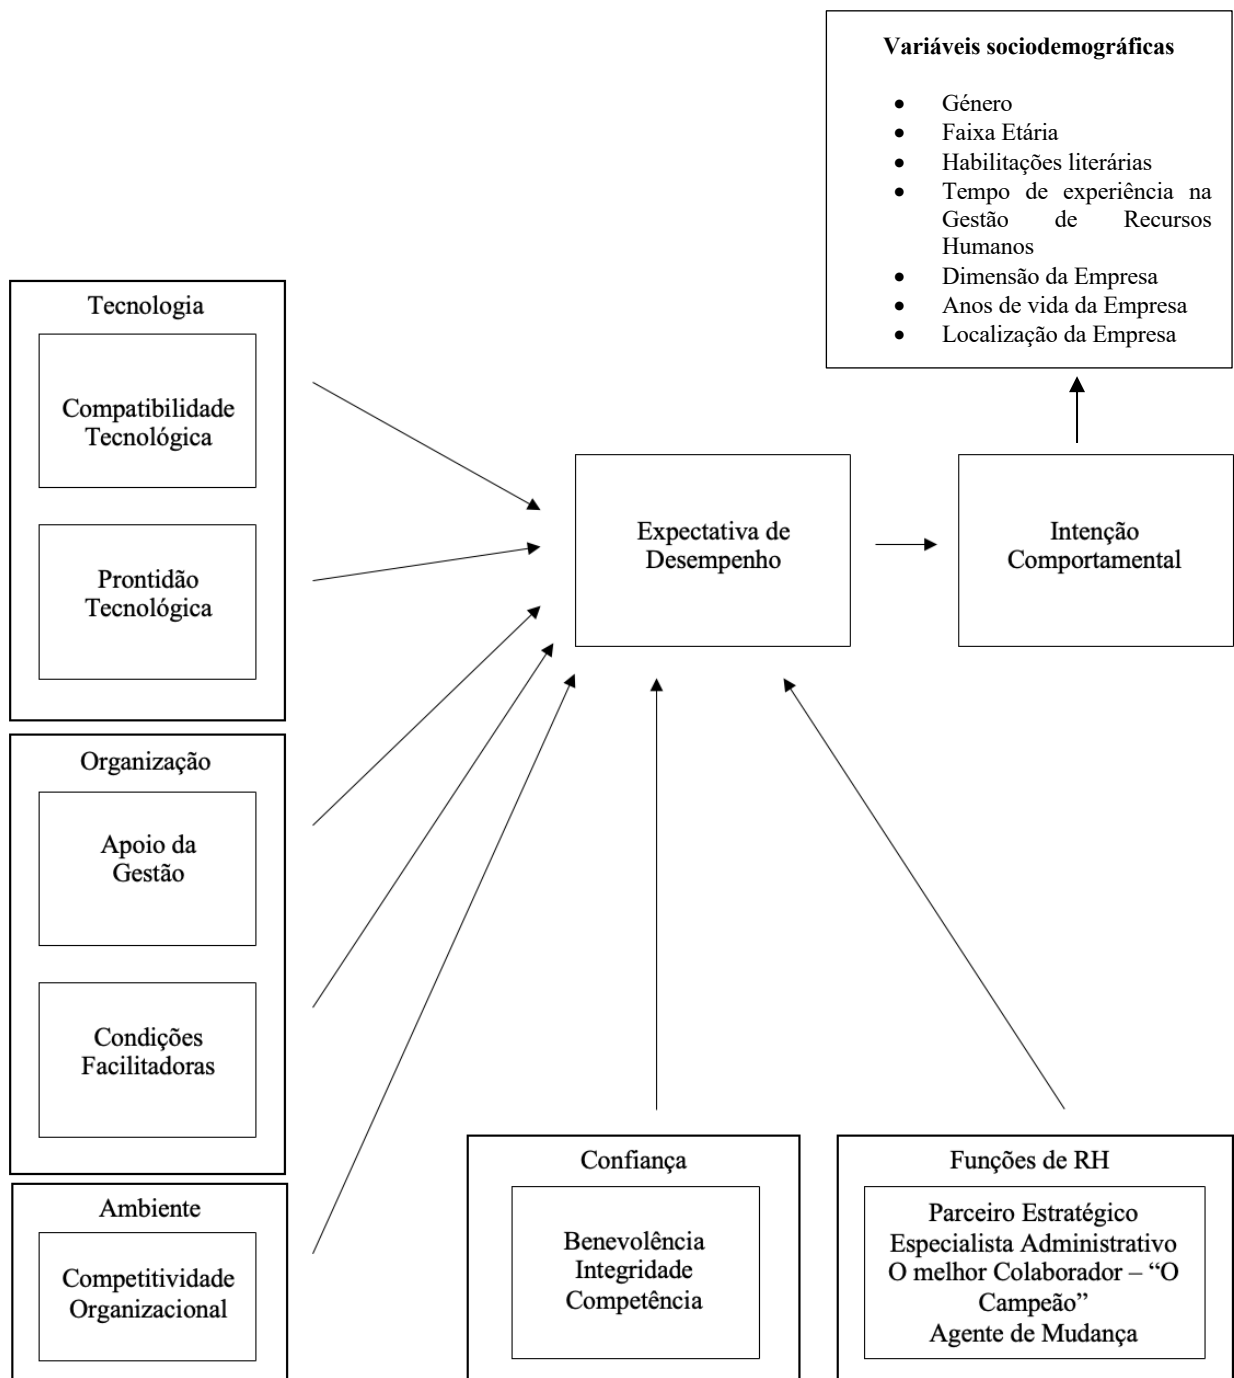 Variáveis sociodemográficas
• Género
• Faixa Etária
• Habilitações literárias
• Tempo de experiência na
Gestão de Recursos
Humanos
• Dimensão da Empresa
• Anos de vida da Empresa
• Localização da Empresa
Tecnologia
Compatibilidade
Tecnológica
Prontidão
Tecnológica
Expectativa de
Desempenho
Intenção
Comportamental
Organização
Apoio da
Gestão
Condições
Facilitadoras
Ambiente
Competitividade
Organizacional
Confiança
Benevolência
Integridade
Competência
Funções de RH
Parceiro Estratégico
Especialista Administrativo
O melhor Colaborador – “O
Campeão”
Agente de Mudança